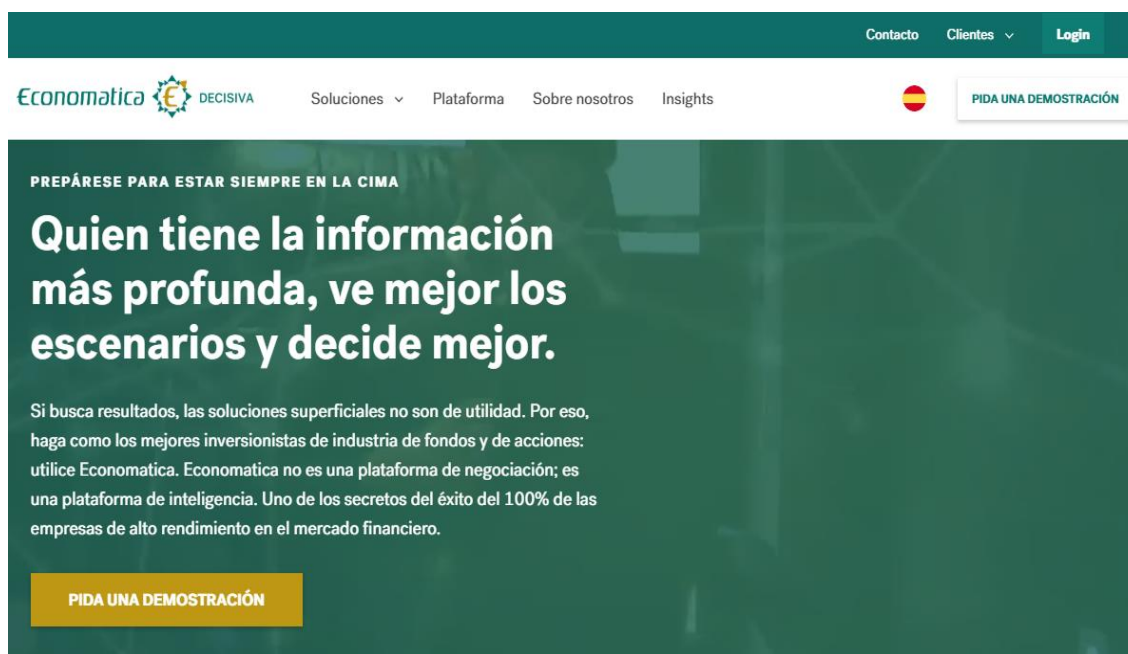 Contacto Clientes Login
Economatica DECISIVA Soluciones Plataforma Sobre nosotros Insights PIDA UNA DEMOSTRACIÓN
PREPÁRESE PARA ESTAR SIEMPRE EN LA CIMA
Quien tiene la información
más profunda, ve mejor los
escenarios y decide mejor.
Si busca resultados, las soluciones superficiales no son de utilidad. Por eso,
haga como los mejores inversionistas de industria de fondos y de acciones:
utilice Economatica. Economatica no es una plataforma de negociación; es
una plataforma de inteligencia. Uno de los secretos del éxito del 100% de las
empresas de alto rendimiento en el mercado financiero.
PIDA UNA DEMOSTRACIÓN